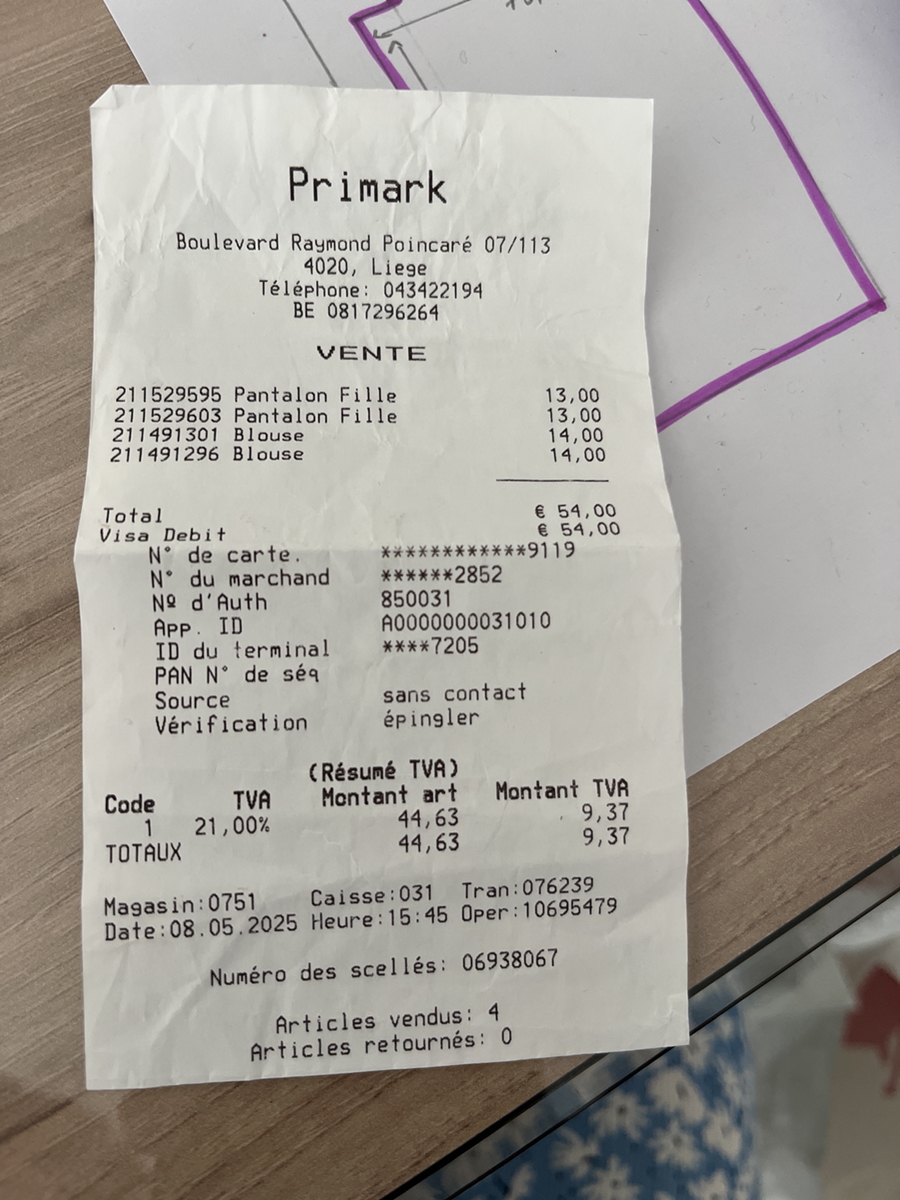 Primark
Boulevard Raymond Poincaré 07/113
4020, Liege
Téléphone: 043422194
BE 0817296264
VENTE
211529595 Pantalon Fille 13,00
211529603 Pantalon Fille 13,00
211491301 Blouse 14,00
211491296 Blouse 14,00
Total € 54,00
Visa Debit € 54,00
N° de carte. ************9119
N° du marchand ******2852
Nº d'Auth 850031
App. ID A0000000031010
ID du terminal ****7205
PAN N° de séq
Source sans contact
Vérification épingler
(Résumé TVA)
Code TVA Montant art Montant TVA
1 21,00% 44,63 9,37
TOTAUX 44,63 9,37
Magasin:0751 Caisse:031 Tran:076239
Date:08.05.2025 Heure:15:45 Oper:10695479
Numéro des scellés: 06938067
Articles vendus: 4
Articles retournés: 0